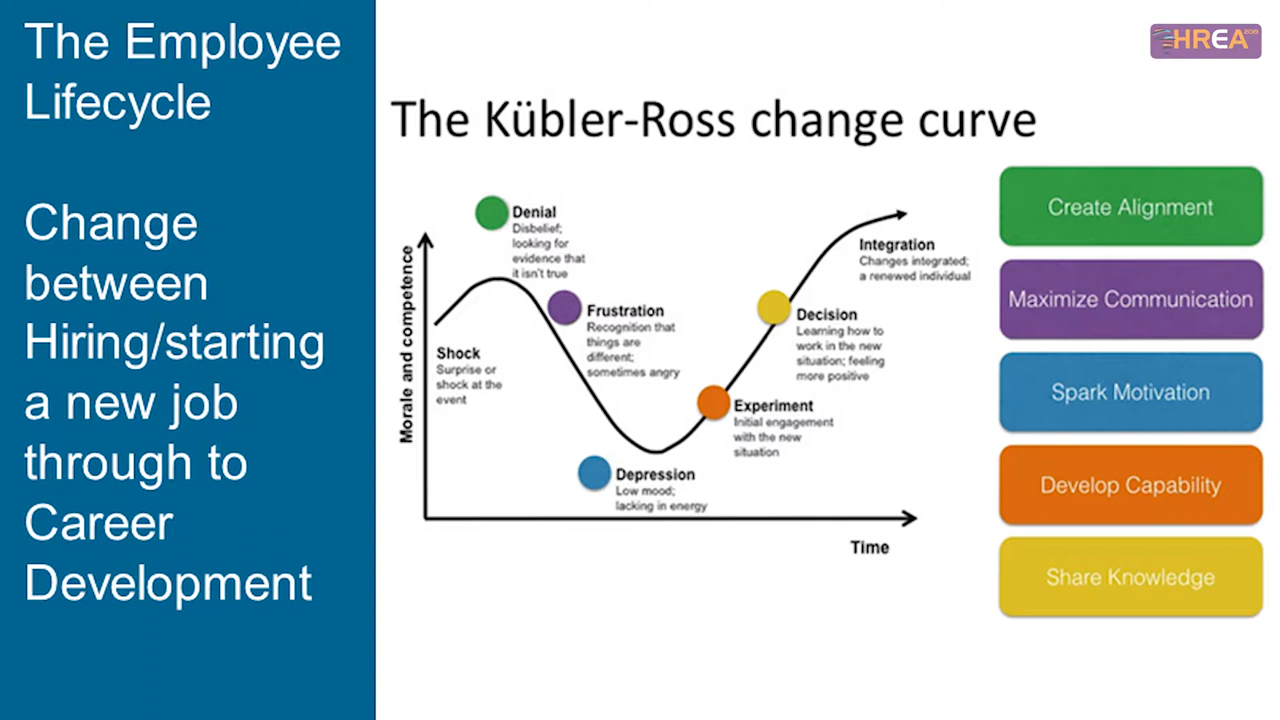 The Employee
Lifecycle
Change
between
Hiring/starting
a new job
through to
Career
Development
HREA
2019
The Kübler-Ross change curve
Morale and competence
Time
Shock
Surprise or
shock at the
event
Denial
Disbelief;
looking for
evidence that
it isn't true
Frustration
Recognition that
things are
different;
sometimes angry
Depression
Low mood;
lacking in energy
Experiment
Initial engagement
with the new
situation
Decision
Learning how to
work in the new
situation; feeling
more positive
Integration
Changes integrated;
a renewed individual
Create Alignment
Maximize Communication
Spark Motivation
Develop Capability
Share Knowledge